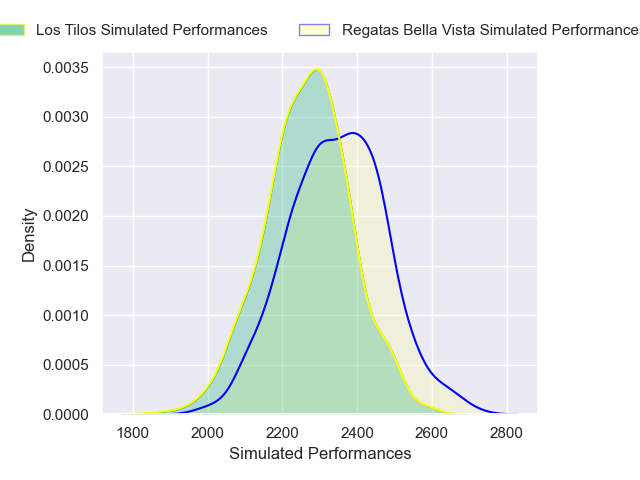 Los Tilos Simulated Performances
Regatas Bella Vista Simulated Performances
0.0035
0.0030
0.0025
0.0020
0.0015
0.0010
0.0005
0.0000
Density
1800 2000 2200 2400 2600 2800
Simulated Performances